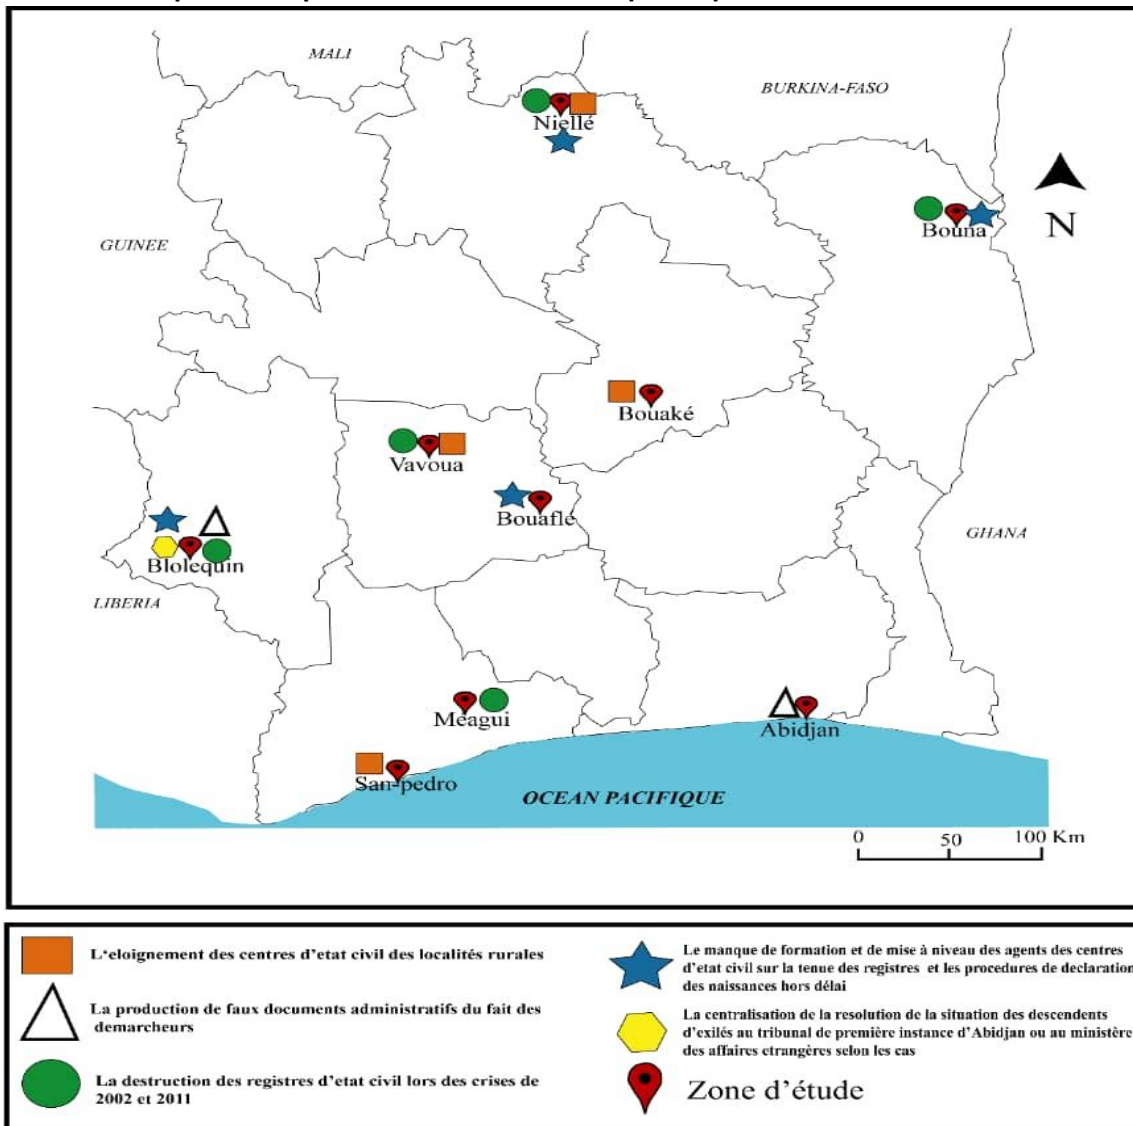 MALI
BURKINA-FASO
Niellé
N
GUINEE
Bouna
Bouaké
Vavoua
Bouaflé
GHANA
Blolequin
LIBERIA
Méagui
Abidjan
San-pedro
OCEAN PACIFIQUE
0 50 100 Km
L'eloignement des centres d'etat civil des localités rurales
La production de faux documents administratifs du fait des
demarcheurs
La destruction des registres d'etat civil lors des crises de
2002 et 2011
Le manque de formation et de mise à niveau des agents des centres
d'etat civil sur la tenue des registres et les procedures de declaration
des naissances hors délai
La centralisation de la resolution de la situation des descendents
d'exilés au tribunal de première instance d'Abidjan ou au ministère
des affaires etrangères selon les cas
Zone d'étude